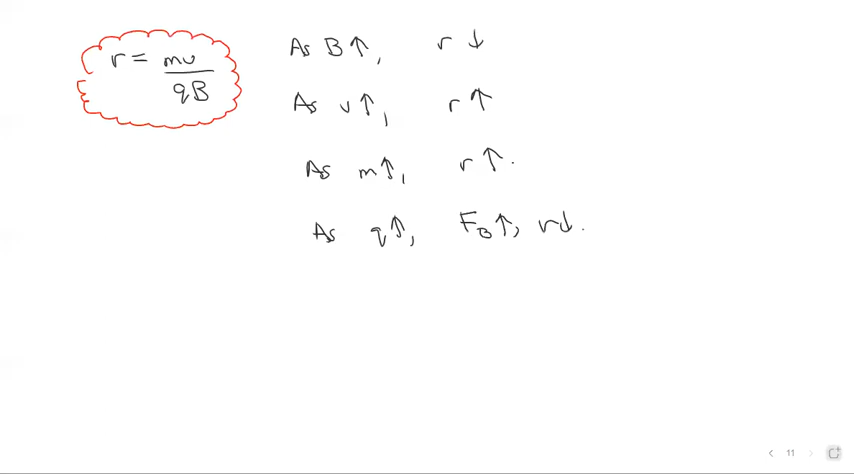 As B↑, r↓
r = mv / qB
As v↑, r↑
As m↑, r↑.
As q↑, F_B↑, r↓.
11